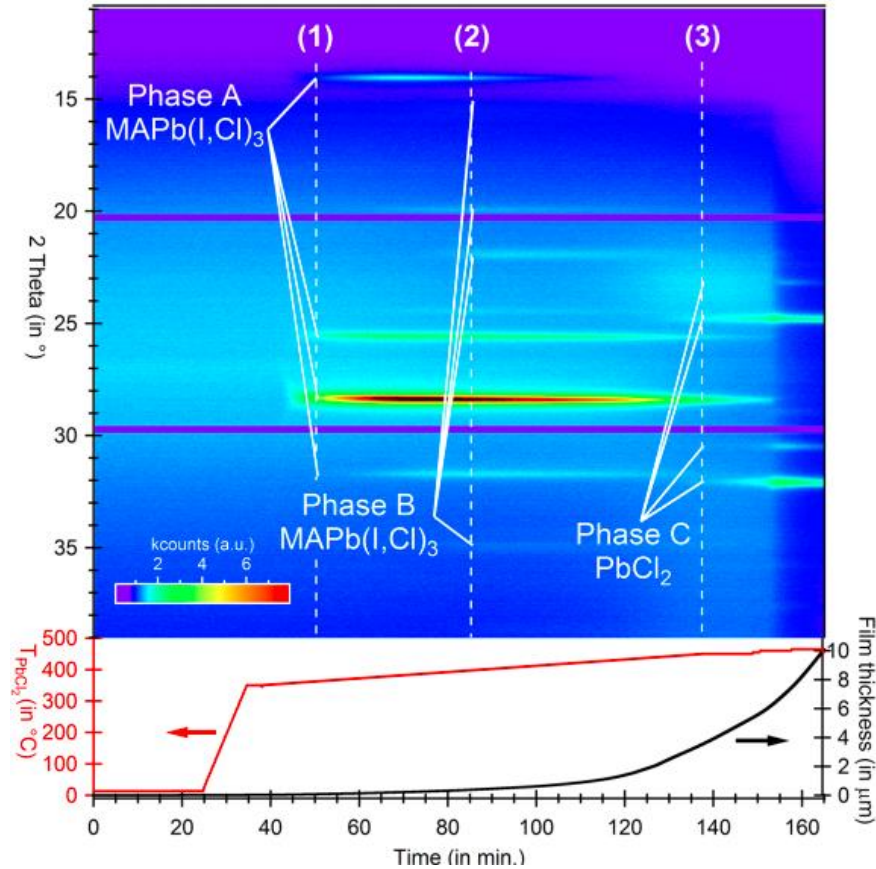 (1) (2) (3)
Phase A
MAPb(I,Cl)₃
Phase B
MAPb(I,Cl)₃
Phase C
PbCl₂
kcounts (a.u.)
2 4 6
2 Theta (in °)
15
20
25
30
35
T_PbCl₂ (in °C)
500
400
300
200
100
0
Film thickness (in μm)
10
8
6
4
2
0
0 20 40 60 80 100 120 140 160
Time (in min.)